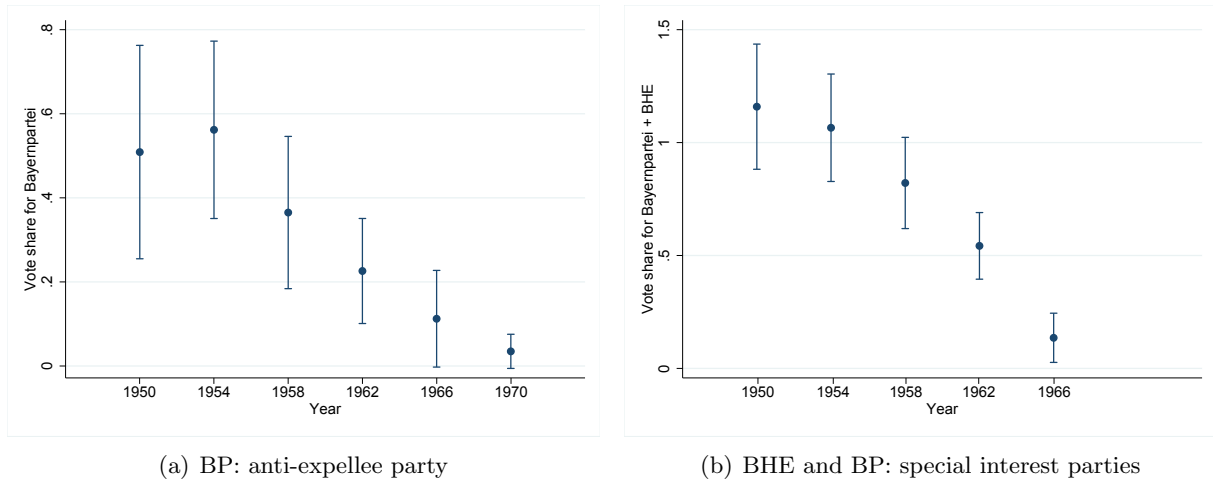 Vote share for Bayernpartei
.8
.6
.4
.2
0
1950 1954 1958 1962 1966 1970
Year
(a) BP: anti-expellee party
Vote share for Bayernpartei + BHE
1.5
1
.5
0
1950 1954 1958 1962 1966
Year
(b) BHE and BP: special interest parties